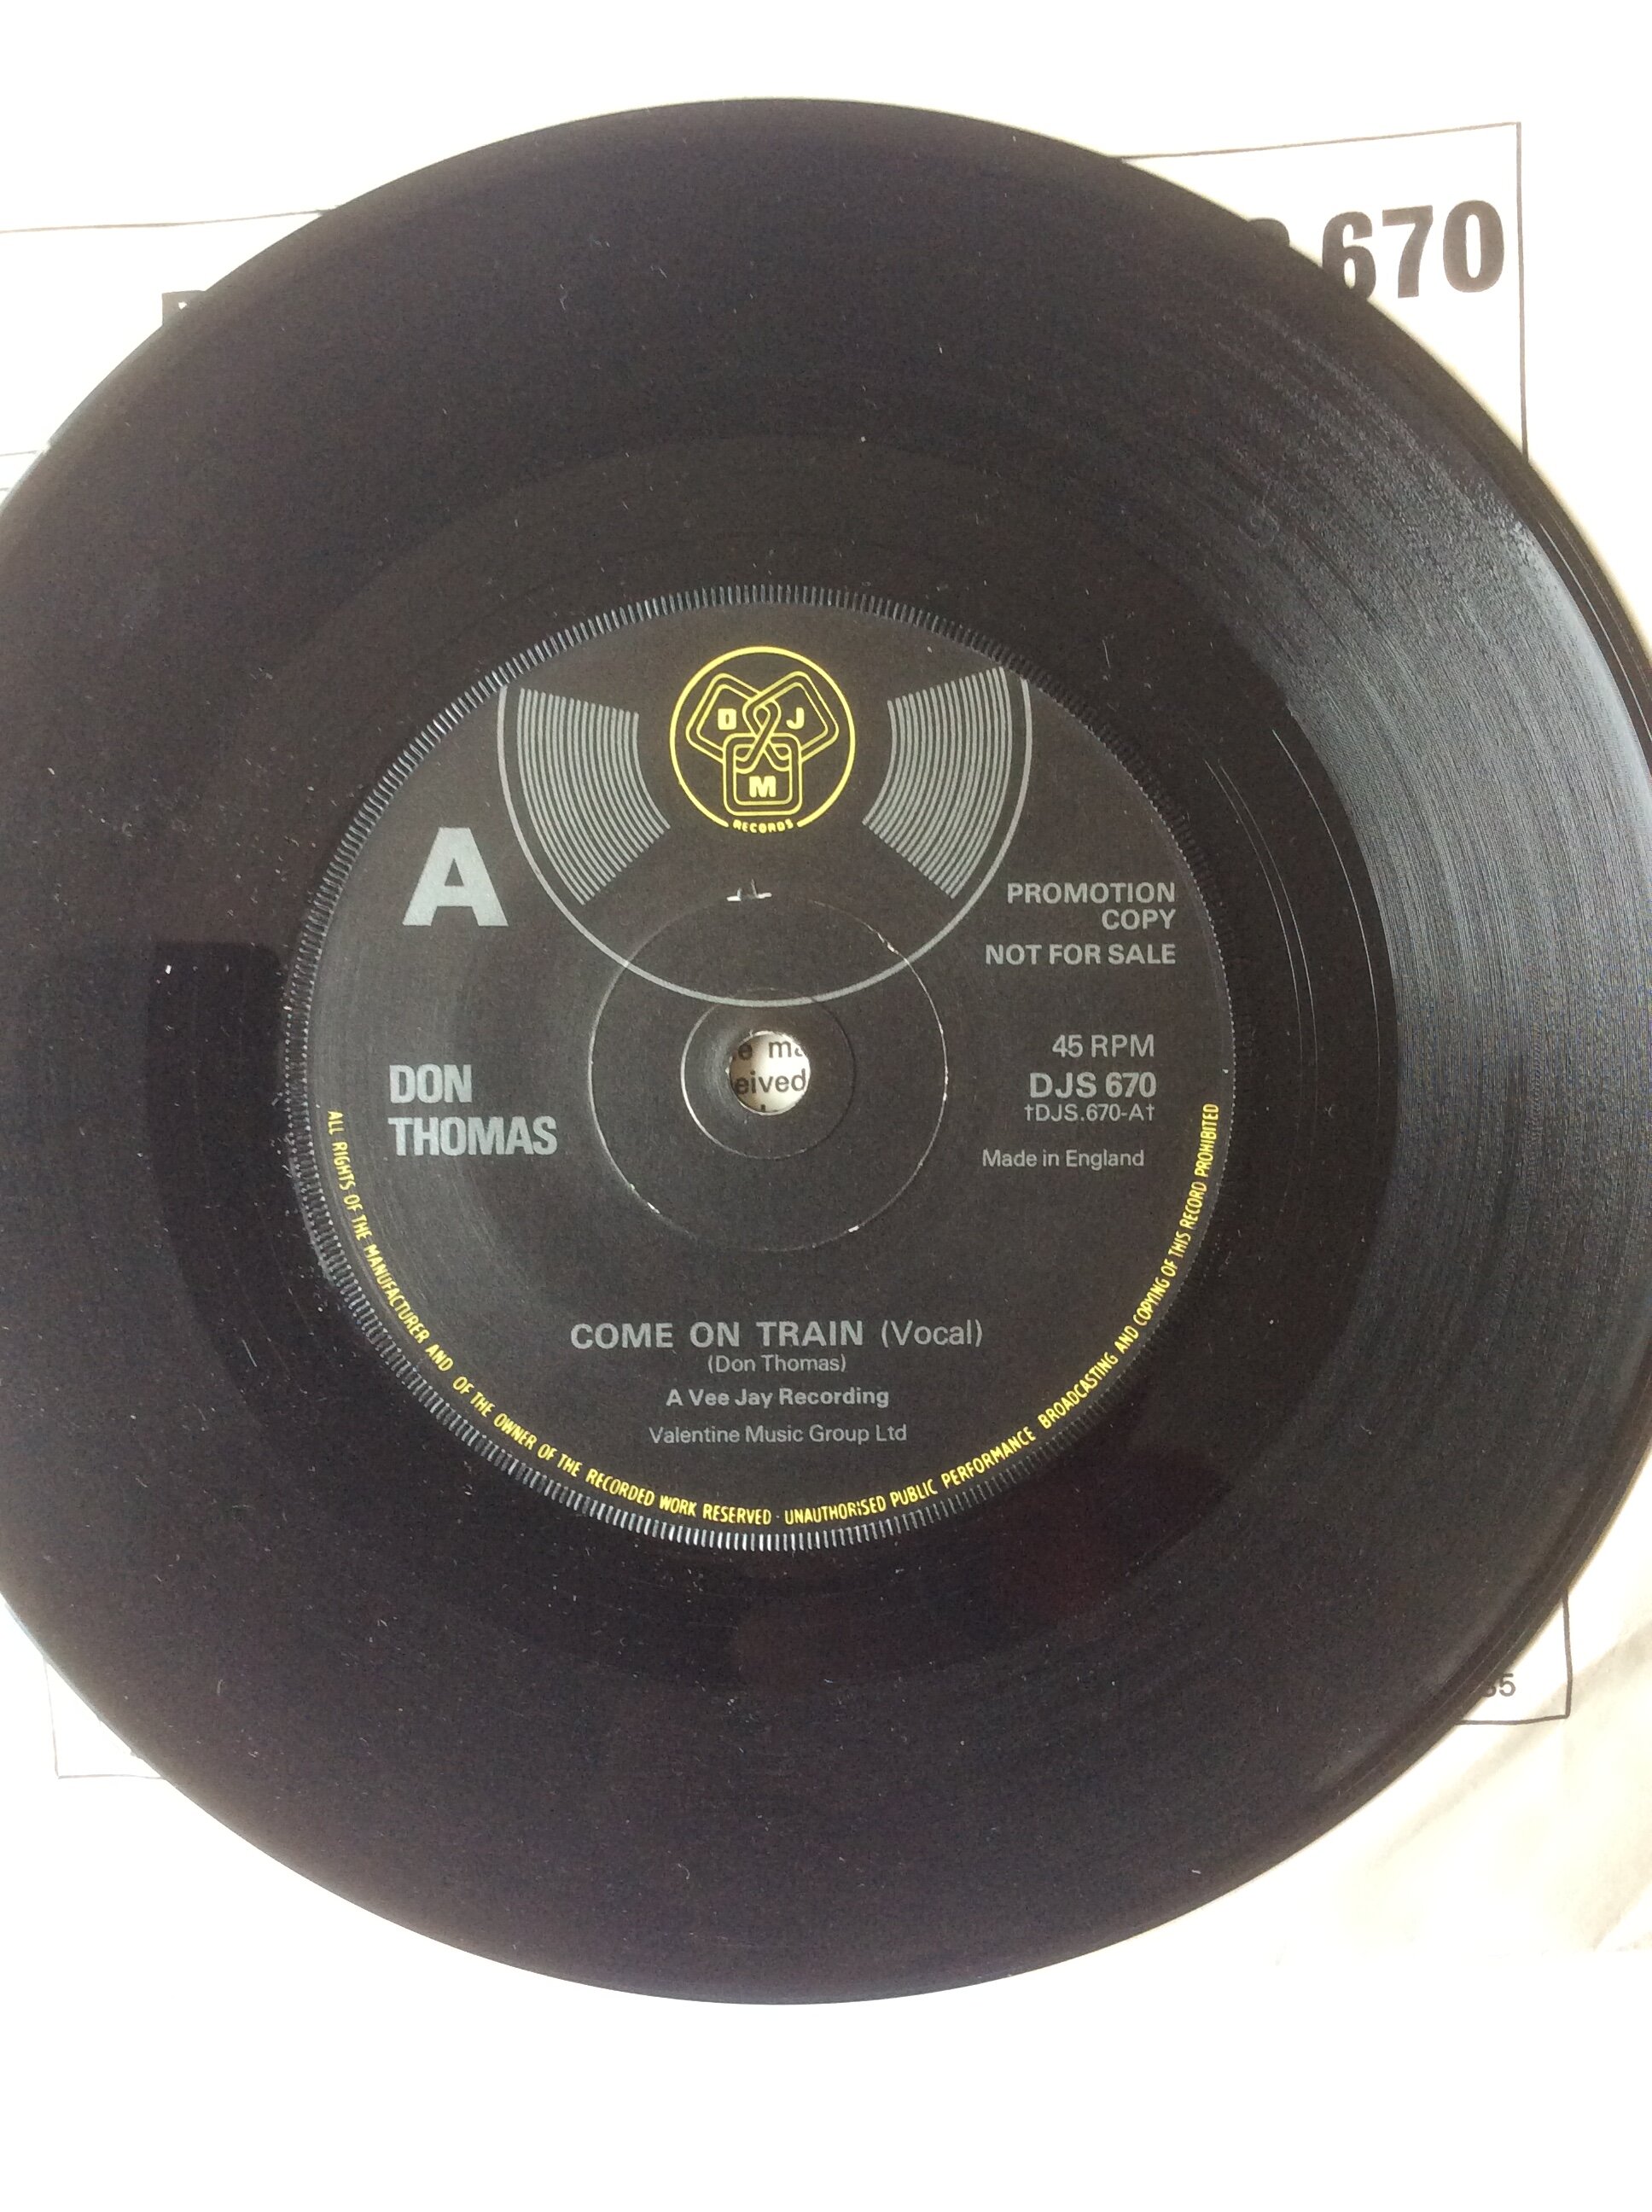 670
D J
M
RECORDS
A
PROMOTION
COPY
NOT FOR SALE
45 RPM
DJS 670
†DJS.670-A†
Made in England
DON
THOMAS
eived
COME ON TRAIN (Vocal)
(Don Thomas)
A Vee Jay Recording
Valentine Music Group Ltd
ALL RIGHTS OF THE MANUFACTURER AND OF THE OWNER OF THE RECORDED WORK RESERVED · UNAUTHORISED PUBLIC PERFORMANCE BROADCASTING AND COPYING OF THIS RECORD PROHIBITED